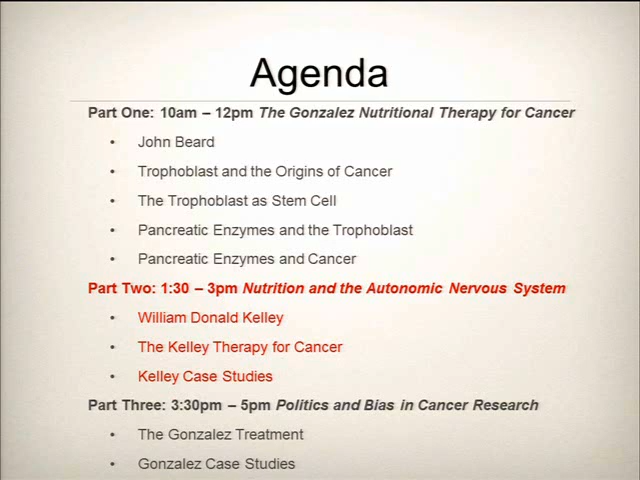 Agenda
Part One: 10am – 12pm The Gonzalez Nutritional Therapy for Cancer
• John Beard
• Trophoblast and the Origins of Cancer
• The Trophoblast as Stem Cell
• Pancreatic Enzymes and the Trophoblast
• Pancreatic Enzymes and Cancer
Part Two: 1:30 – 3pm Nutrition and the Autonomic Nervous System
• William Donald Kelley
• The Kelley Therapy for Cancer
• Kelley Case Studies
Part Three: 3:30pm – 5pm Politics and Bias in Cancer Research
• The Gonzalez Treatment
• Gonzalez Case Studies